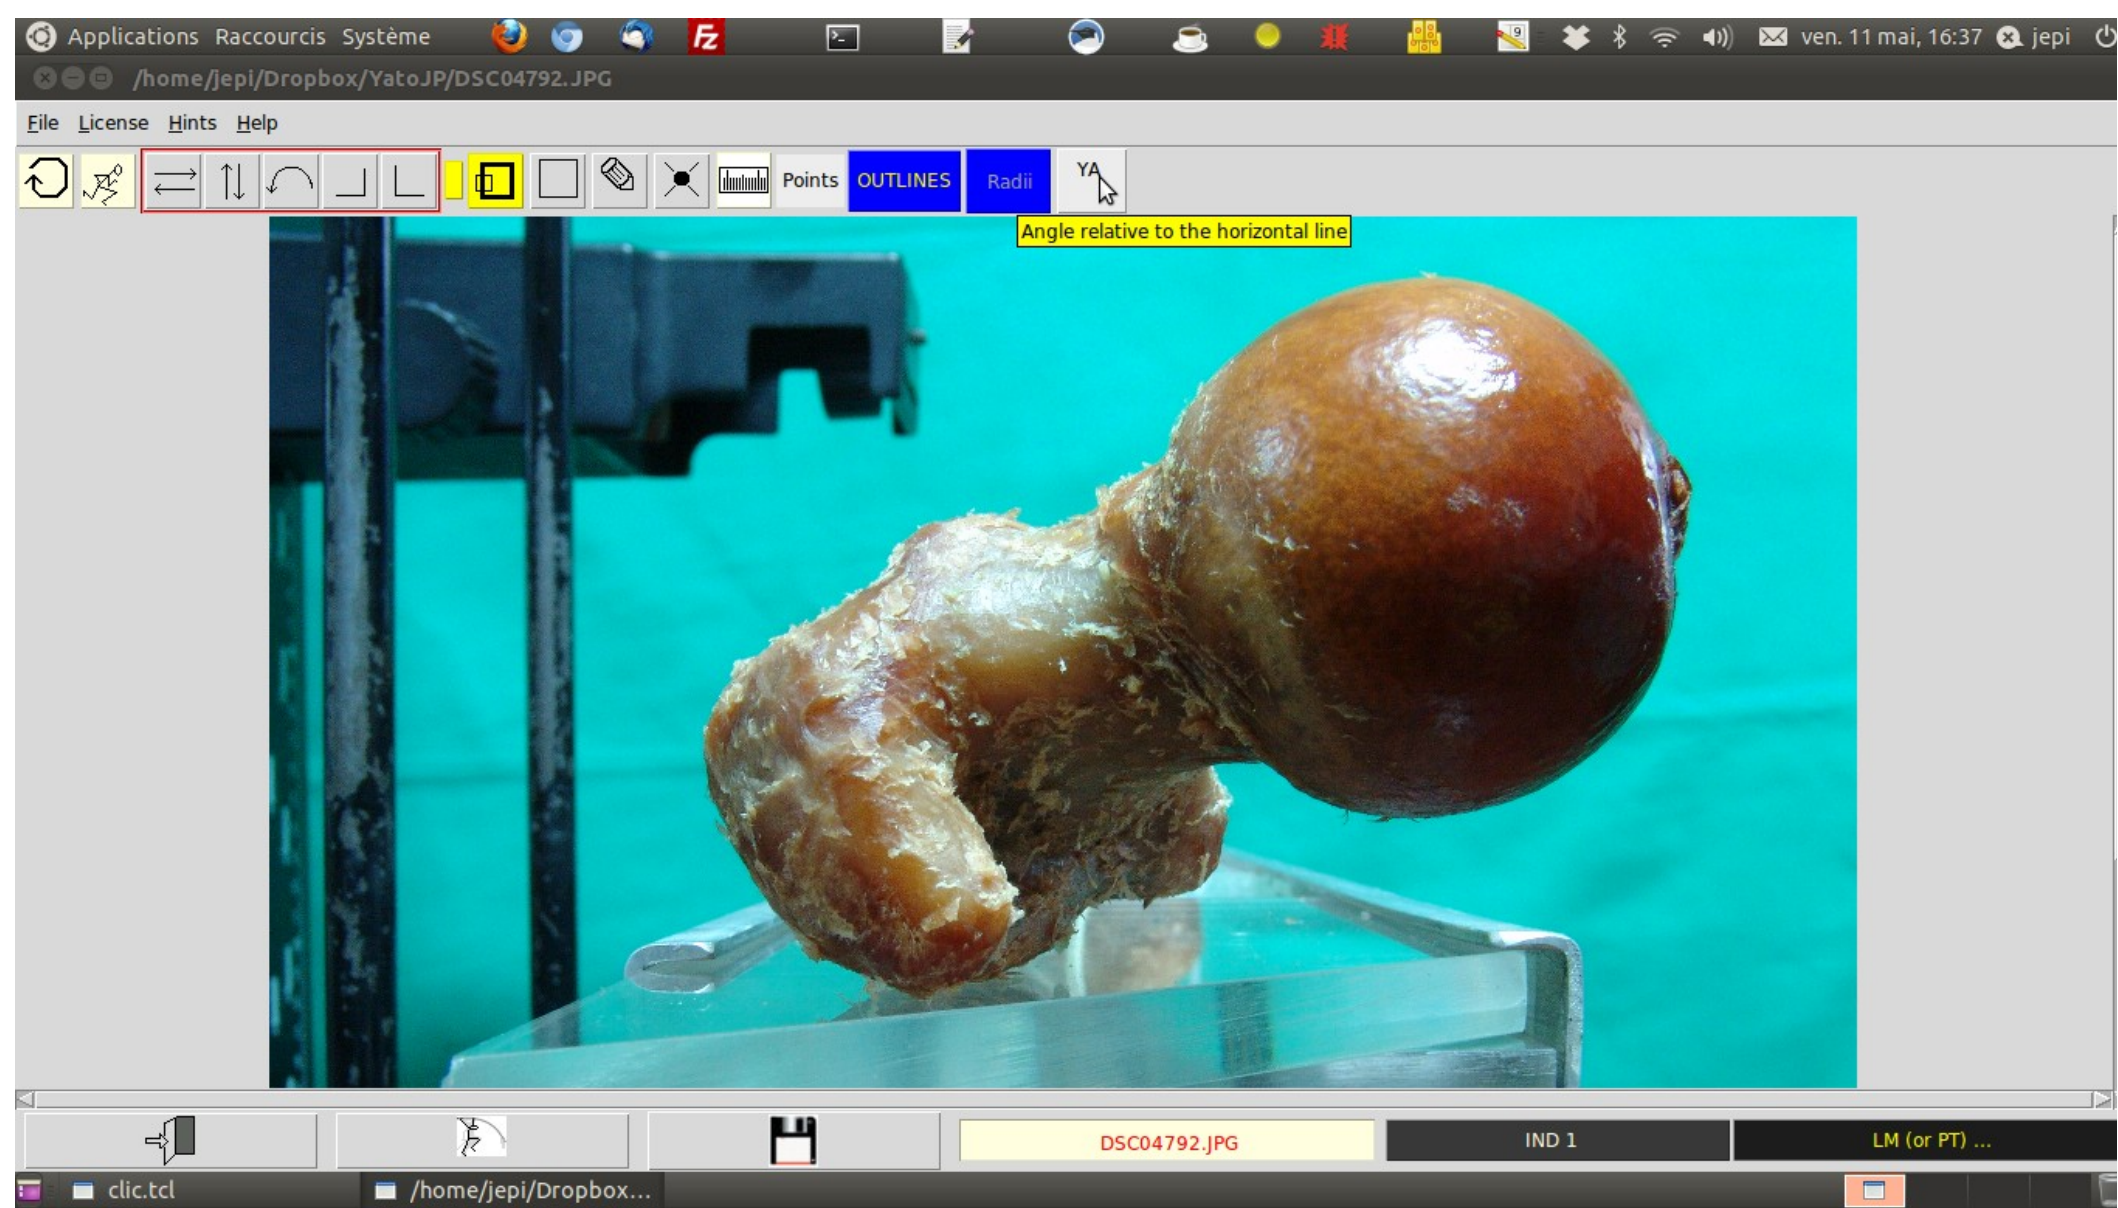 Applications Raccourcis Système ven. 11 mai, 16:37 jepi
/home/jepi/Dropbox/YatoJP/DSC04792.JPG
File License Hints Help
Points OUTLINES Radii YA
Angle relative to the horizontal line
DSC04792.JPG IND 1 LM (or PT) ...
clic.tcl /home/jepi/Dropbox...